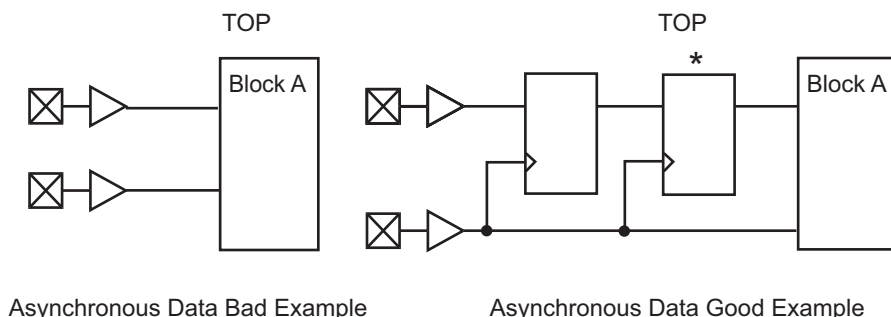 TOP
Block A
Asynchronous Data Bad Example
TOP
*
Block A
Asynchronous Data Good Example